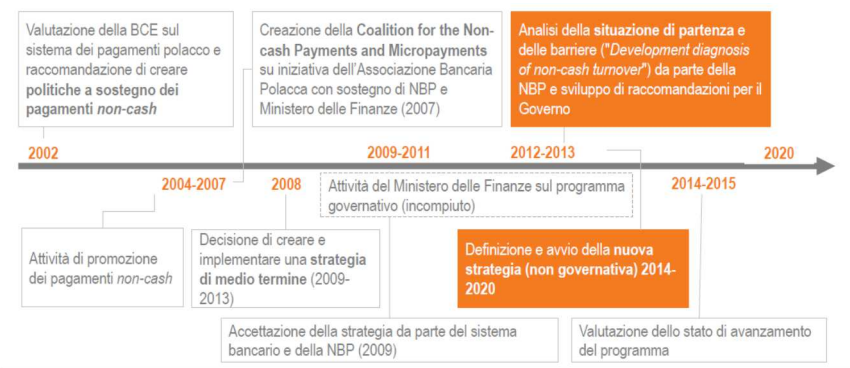 Valutazione della BCE sul
sistema dei pagamenti polacco e
raccomandazione di creare
politiche a sostegno dei
pagamenti non-cash
Creazione della Coalition for the Non-
cash Payments and Micropayments
su iniziativa dell'Associazione Bancaria
Polacca con sostegno di NBP e
Ministero delle Finanze (2007)
Analisi della situazione di partenza e
delle barriere ("Development diagnosis
of non-cash turnover") da parte della
NBP e sviluppo di raccomandazioni per il
Governo
2002
2009-2011
2012-2013
2020
2004-2007
2008
2014-2015
Attività del Ministero delle Finanze sul programma
governativo (incompiuto)
Attività di promozione
dei pagamenti non-cash
Decisione di creare e
implementare una strategia
di medio termine (2009-
2013)
Definizione e avvio della nuova
strategia (non governativa) 2014-
2020
Accettazione della strategia da parte del sistema
bancario e della NBP (2009)
Valutazione dello stato di avanzamento
del programma